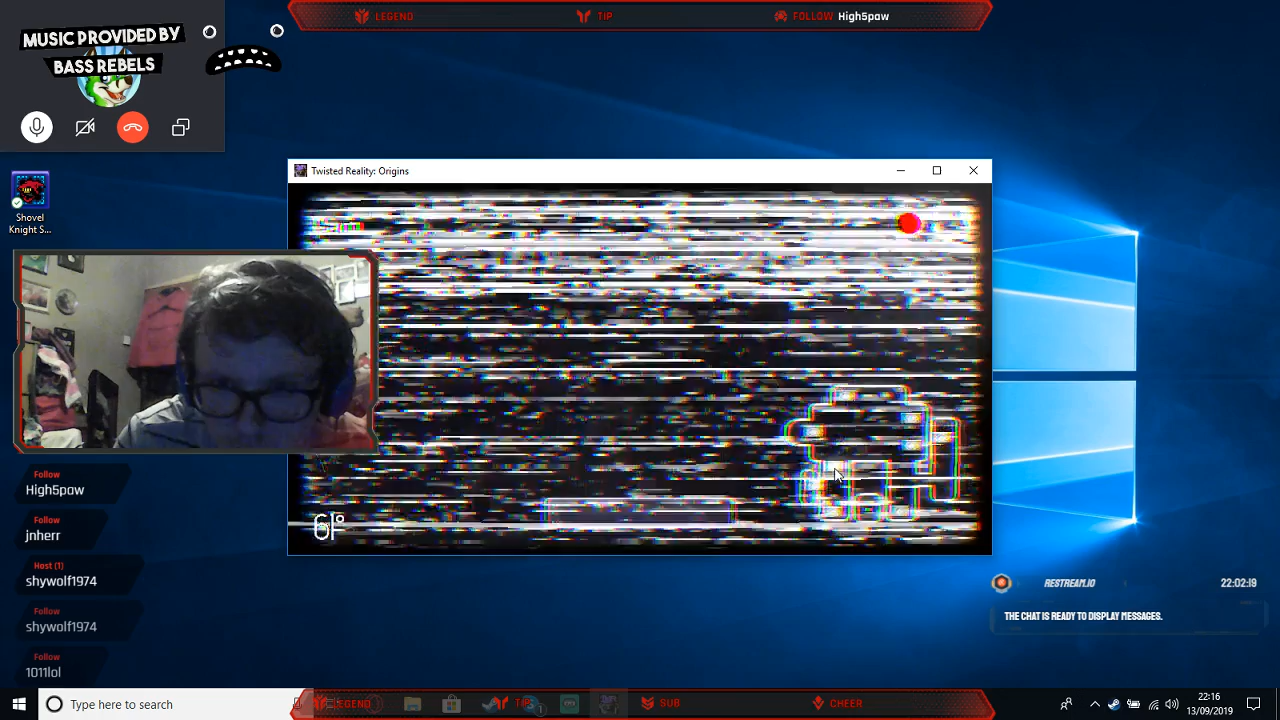 LEGEND
TIP
FOLLOW High5paw
MUSIC PROVIDED BY
BASS REBELS
Twisted Reality: Origins
Shovel
Knight S...
Follow
High5paw
Follow
jnherr
Host (1)
shywolf1974
Follow
shywolf1974
Follow
1011lol
RESTREAM.IO
22:02:19
THE CHAT IS READY TO DISPLAY MESSAGES.
Type here to search
LEGEND
TIP
SUB
CHEER
22:16
13/09/2019